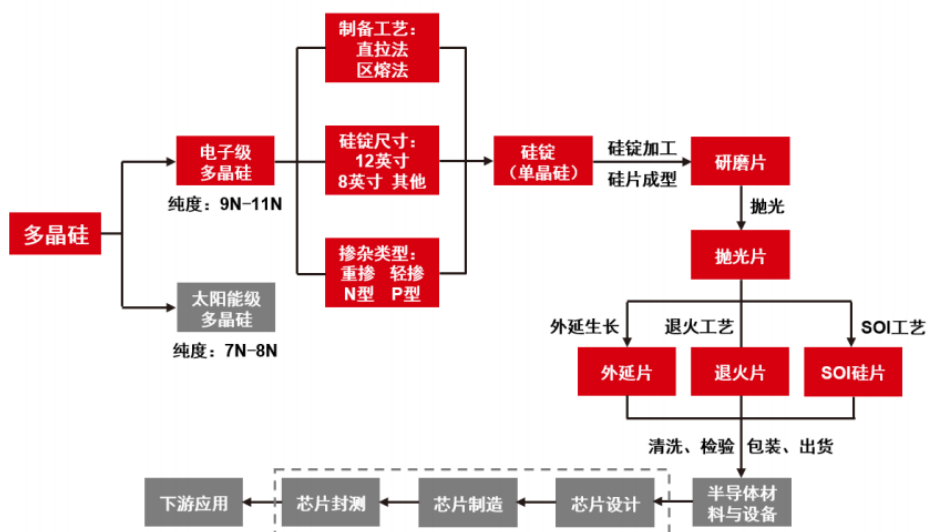 制备工艺：
直拉法
区熔法
电子级
多晶硅
纯度：9N-11N
硅锭尺寸：
12英寸
8英寸 其他
硅锭
（单晶硅）
硅锭加工
硅片成型
研磨片
抛光
多晶硅
掺杂类型：
重掺 轻掺
N型 P型
抛光片
太阳能级
多晶硅
纯度：7N-8N
外延生长
退火工艺
SOI工艺
外延片
退火片
SOI硅片
清洗、检验
包装、出货
下游应用
芯片封测
芯片制造
芯片设计
半导体材
料与设备